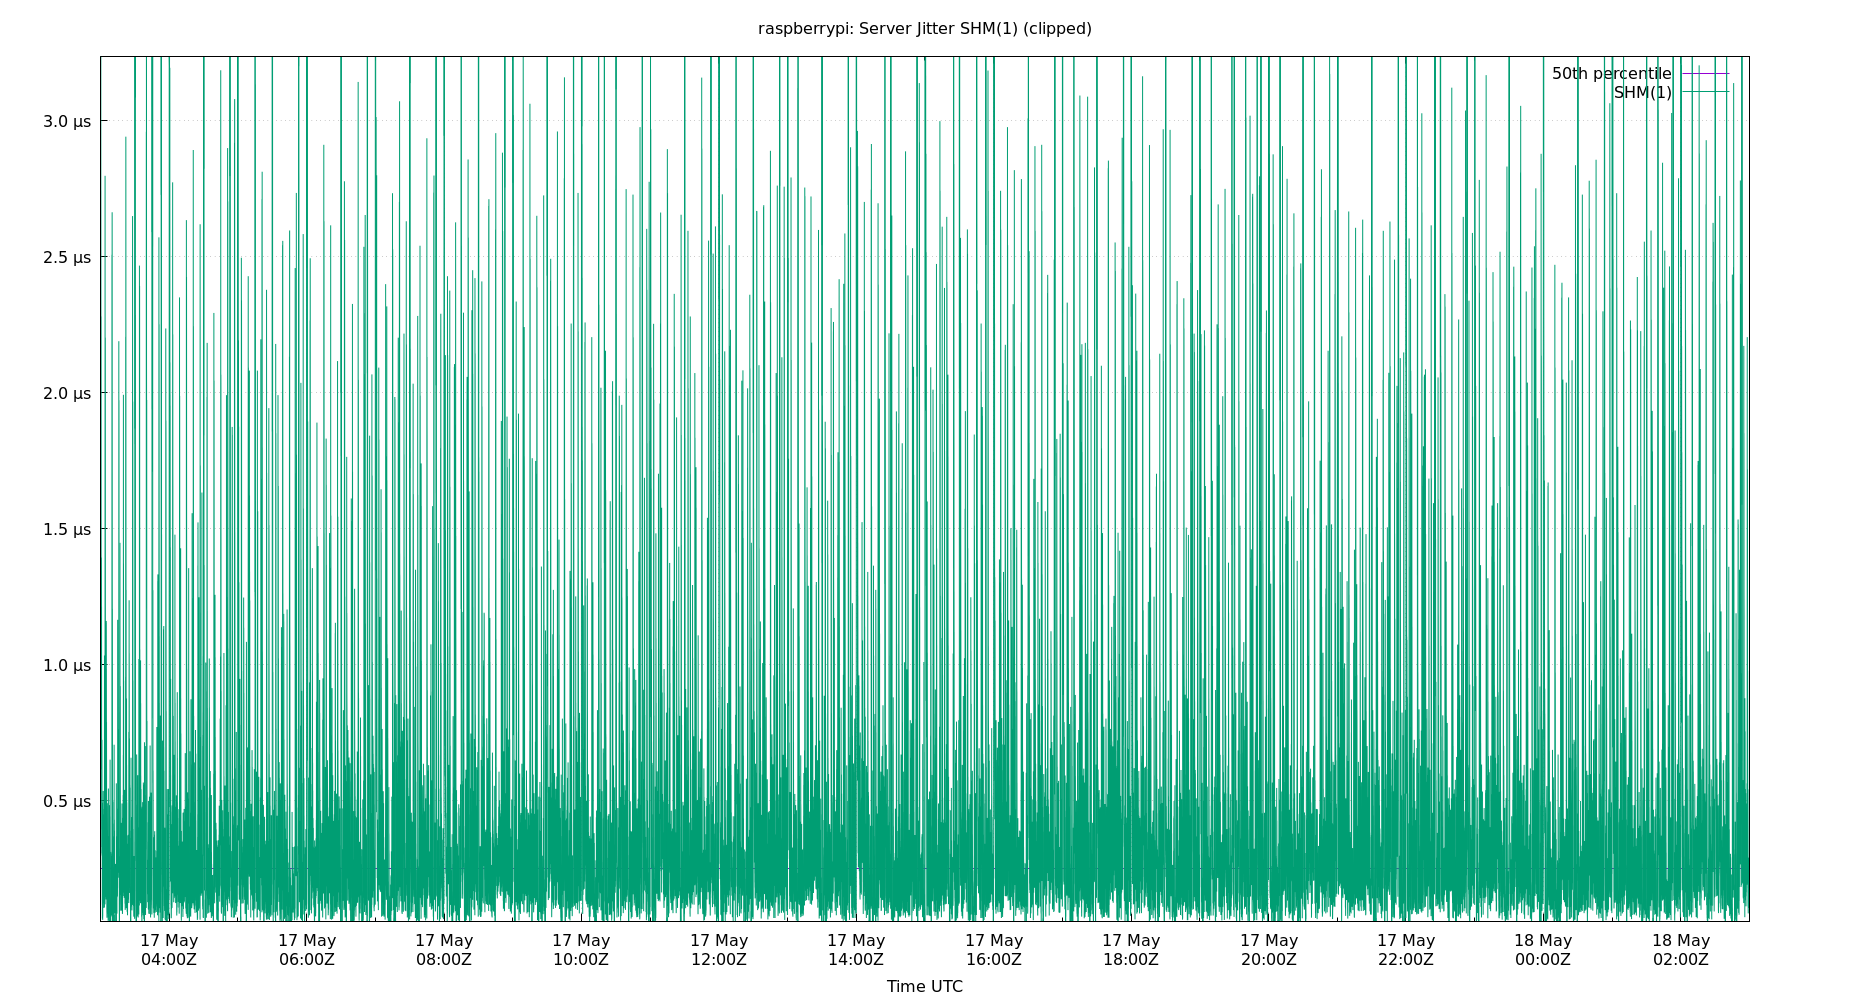 raspberrypi: Server Jitter SHM(1) (clipped)
50th percentile
SHM(1)
3.0 µs
2.5 µs
2.0 µs
1.5 µs
1.0 µs
0.5 µs
17 May 17 May 17 May 17 May 17 May 17 May 17 May 17 May 17 May 17 May 18 May 18 May
04:00Z 06:00Z 08:00Z 10:00Z 12:00Z 14:00Z 16:00Z 18:00Z 20:00Z 22:00Z 00:00Z 02:00Z
Time UTC